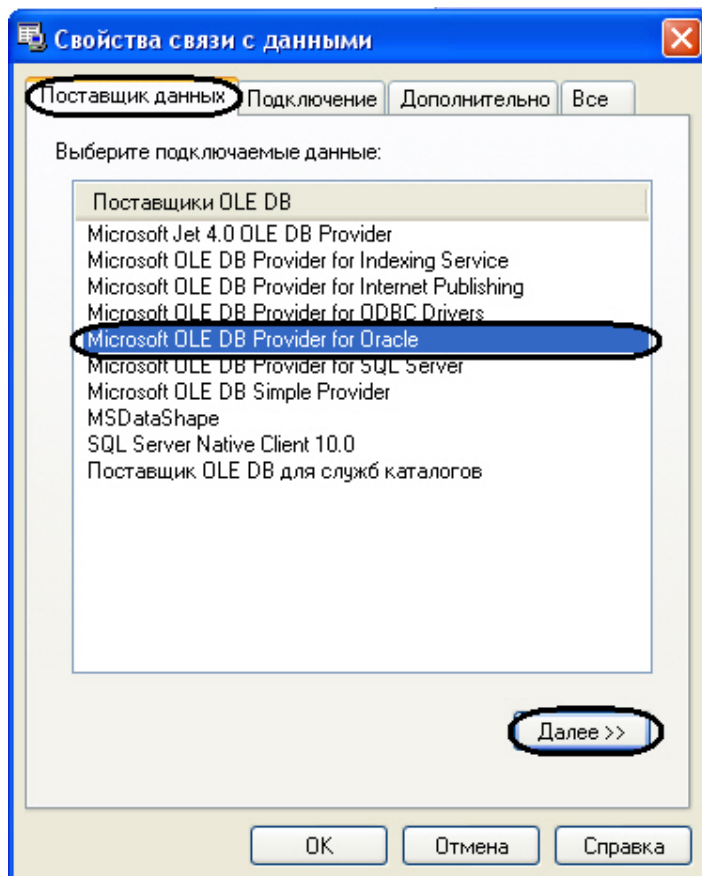 Свойства связи с данными
Поставщик данных Подключение Дополнительно Все
Выберите подключаемые данные:
Поставщики OLE DB
Microsoft Jet 4.0 OLE DB Provider
Microsoft OLE DB Provider for Indexing Service
Microsoft OLE DB Provider for Internet Publishing
Microsoft OLE DB Provider for ODBC Drivers
Microsoft OLE DB Provider for Oracle
Microsoft OLE DB Provider for SQL Server
Microsoft OLE DB Simple Provider
MSDataShape
SQL Server Native Client 10.0
Поставщик OLE DB для служб каталогов
Далее >>
OK Отмена Справка